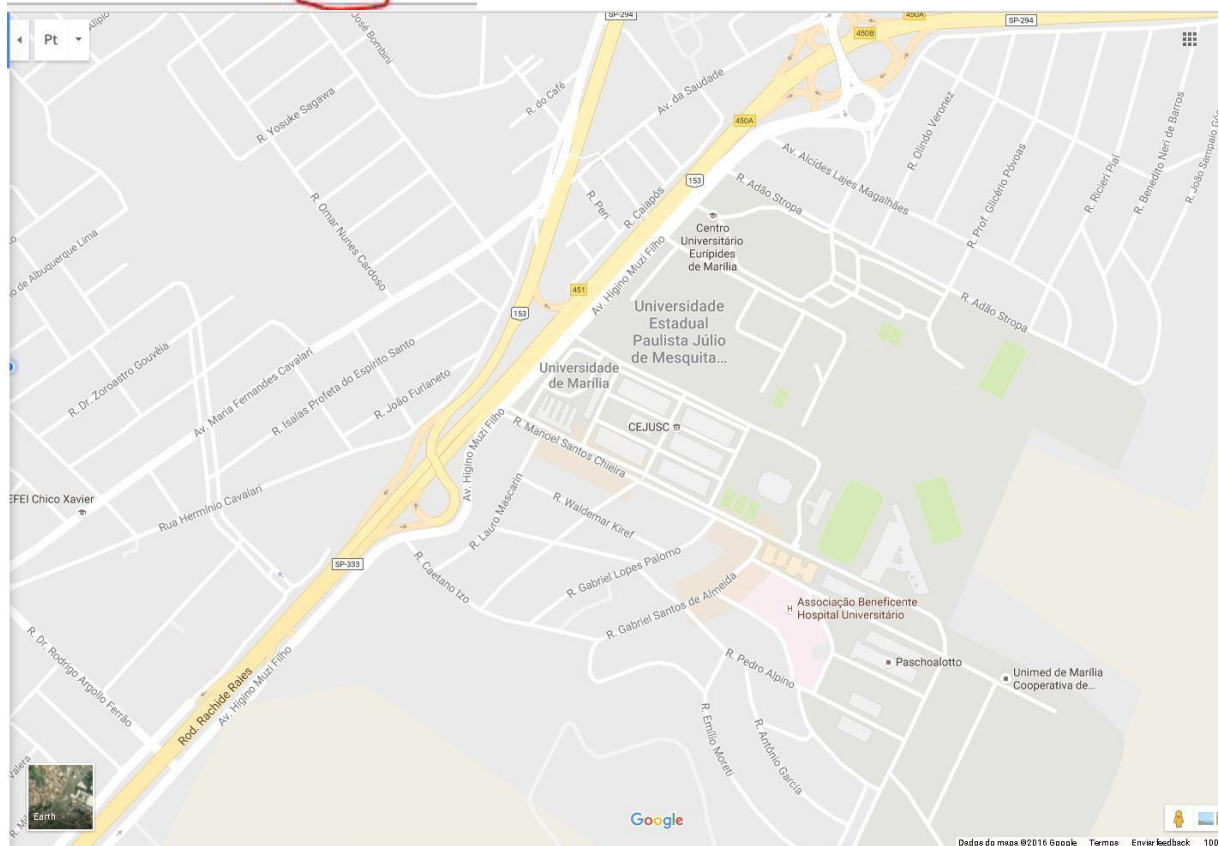 SP-294
450A
SP-294
Pt
450B
José Bombini
R. do Café
Av. da Saudade
R. Yosuke Sagawa
450A
R. Olindo Veronez
R. Benedito Neri de Barros
R. João Sampaio
Av. Alcídes Lajes Magalhães
R. Ricieri Pial
R. Prof. Glicério Póvoas
153
R. Adão Stropa
R. Peri
R. Caiapós
R. Omar Nunes Cardoso
Centro
Universitário
Eurípides
de Marília
de Albuquerque Lima
Av. Higino Muzi Filho
451
153
Universidade
Estadual
Paulista Júlio
de Mesquita...
R. Adão Stropa
R. Dr. Zoroastro Gouvêia
Av. Maria Fernandes Cavalari
R. Isaías Profeta do Espírito Santo
R. João Furlaneto
Universidade
de Marília
CEJUSC
R. Manoel Santos Chieira
Av. Higino Muzi Filho
R. Lauro Mascarin
EFEI Chico Xavier
Rua Hermínio Cavalari
R. Waldemar Kiref
SP-333
R. Caetano Izo
R. Gabriel Lopes Palomo
R. Gabriel Santos de Almeida
H
Associação Beneficente
Hospital Universitário
R. Dr. Rodrigo Argollo Ferrão
Rod. Rachide Raies
Av. Higino Muzi Filho
R. Pedro Alpino
Paschoalotto
Unimed de Marília
Cooperativa de...
R. Emílio Moreti
R. Antônio García
Earth
Google
Dados do mapa ©2016 Google Termos Enviar feedback 100